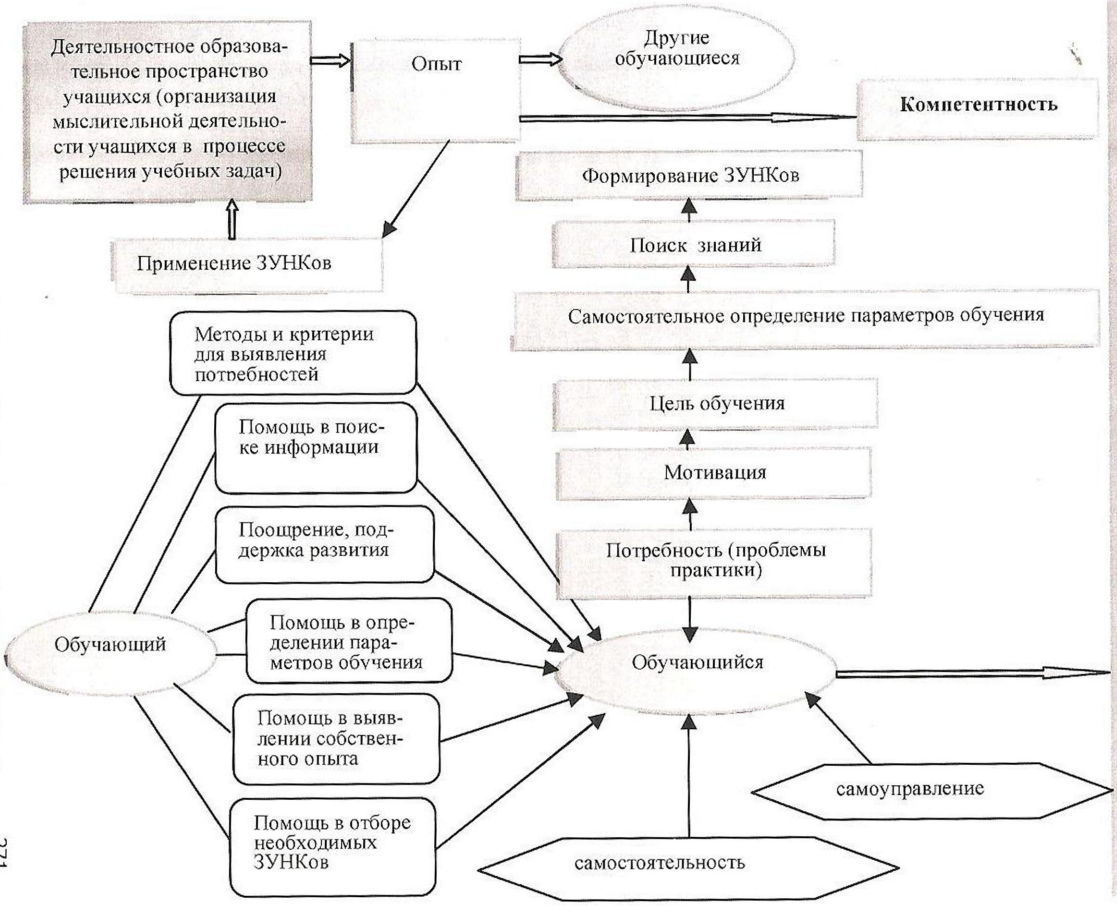 Деятельностное образова-
тельное пространство
учащихся (организация
мыслительной деятельно-
сти учащихся в процессе
решения учебных задач)
Опыт
Другие
обучающиеся
Компетентность
Формирование ЗУНКов
Поиск знаний
Применение ЗУНКов
Самостоятельное определение параметров обучения
Методы и критерии
для выявления
потребностей
Цель обучения
Помощь в поис-
ке информации
Мотивация
Поощрение, под-
держка развития
Потребность (проблемы
практики)
Обучающий
Помощь в опре-
делении пара-
метров обучения
Обучающийся
Помощь в выяв-
лении собствен-
ного опыта
самоуправление
Помощь в отборе
необходимых
ЗУНКов
самостоятельность
271